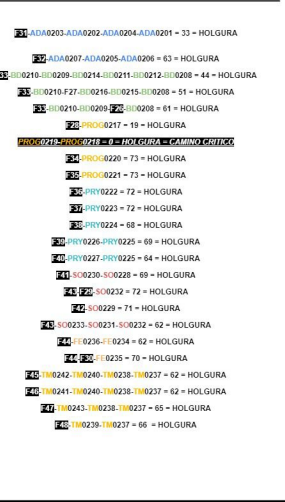 F31-ADA0203-ADA0202-ADA0204-ADA0201 = 33 = HOLGURA
F32-ADA0207-ADA0205-ADA0206 = 63 = HOLGURA
33-BD0210-BD0209-BD0214-BD0211-BD0212-BD0208 = 44 = HOLGURA
F33-BD0210-F27-BD0216-BD0215-BD0208 = 51 = HOLGURA
F33-BD0210-BD0209-F26-BD0208 = 61 = HOLGURA
F28-PROG0217 = 19 = HOLGURA
PROG0219-PROG0218 = 0 = HOLGURA = CAMINO CRITICO
F34-PROG0220 = 73 = HOLGURA
F35-PROG0221 = 73 = HOLGURA
F36-PRY0222 = 72 = HOLGURA
F37-PRY0223 = 72 = HOLGURA
F38-PRY0224 = 68 = HOLGURA
F39-PRY0226-PRY0225 = 69 = HOLGURA
F40-PRY0227-PRY0225 = 64 = HOLGURA
F41-SO0230-SO0228 = 69 = HOLGURA
F43-F29-SO0232 = 72 = HOLGURA
F42-SO0229 = 71 = HOLGURA
F43-SO0233-SO0231-SO0232 = 62 = HOLGURA
F44-FE0236-FE0234 = 62 = HOLGURA
F44-F30-FE0235 = 70 = HOLGURA
F45-TM0242-TM0240-TM0238-TM0237 = 62 = HOLGURA
F46-TM0241-TM0240-TM0238-TM0237 = 62 = HOLGURA
F47-TM0243-TM0238-TM0237 = 65 = HOLGURA
F48-TM0239-TM0237 = 66 = HOLGURA